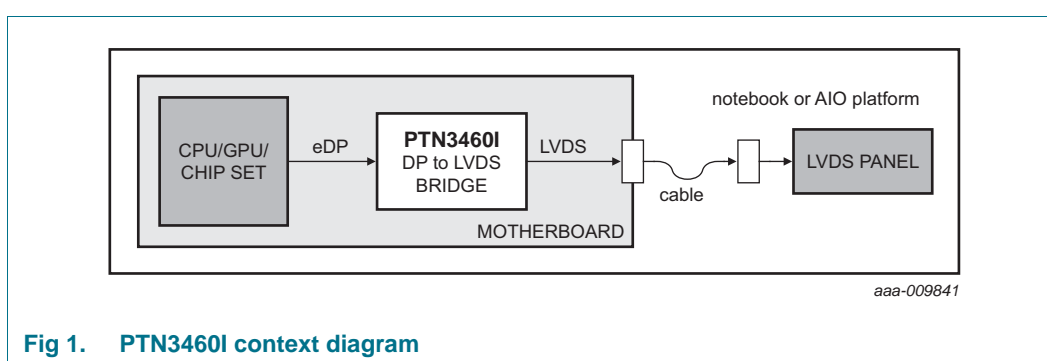 notebook or AIO platform
CPU/GPU/
CHIP SET
eDP
PTN3460I
DP to LVDS
BRIDGE
LVDS
MOTHERBOARD
cable
LVDS PANEL
aaa-009841
Fig 1. PTN3460I context diagram